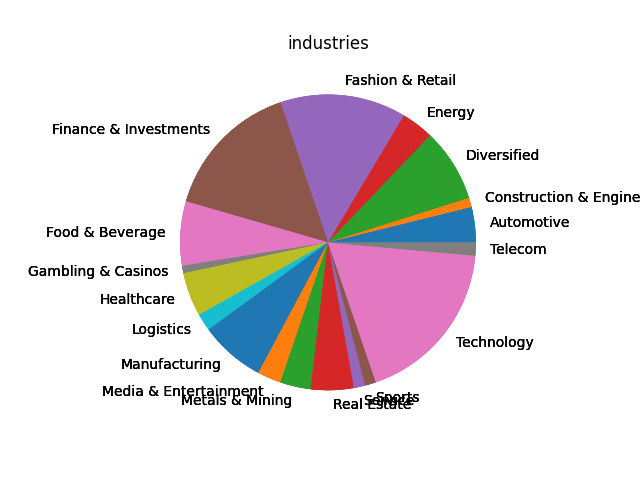 industries
Fashion & Retail
Energy
Finance & Investments
Diversified
Construction & Engine
Automotive
Food & Beverage
Telecom
Gambling & Casinos
Healthcare
Logistics
Technology
Manufacturing
Media & Entertainment
Metals & Mining
Sports
Service
Real Estate